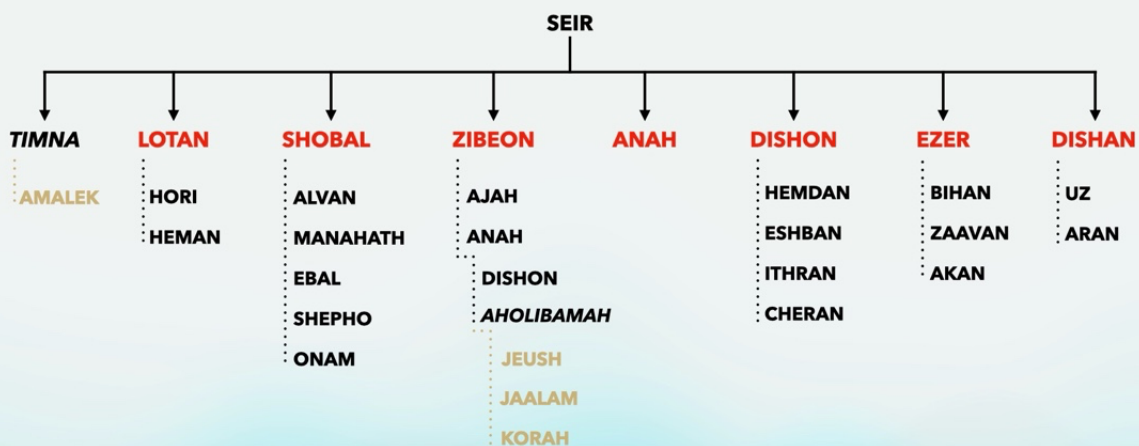 SEIR
TIMNA LOTAN SHOBAL ZIBEON ANAH DISHON EZER DISHAN
AMALEK HORI ALVAN AJAH HEMDAN BIHAN UZ
HEMAN MANAHATH ANAH ESHBAN ZAAVAN ARAN
EBAL DISHON ITHRAN AKAN
SHEPHO AHOLIBAMAH CHERAN
ONAM JEUSH
JAALAM
KORAH